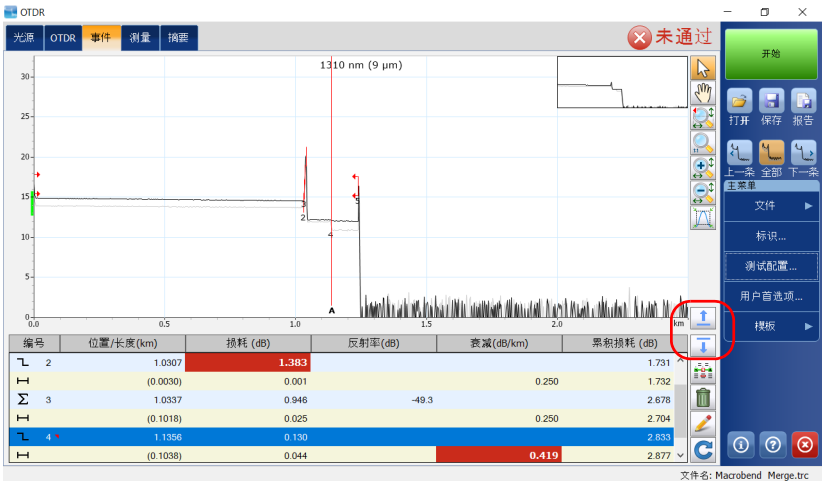 OTDR
光源 OTDR 事件 测量 摘要
未通过
1310 nm (9 µm)
30
25
20
15
10
5
0
3
2
4
5
A
0.0 0.5 1.0 1.5 2.0 km
1:1
开始
打开 保存 报告
上一条 全部 下一条
主菜单
文件
标识...
测试配置...
用户首选项...
模板
编号 位置/长度(km) 损耗 (dB) 反射率(dB) 衰减(dB/km) 累积损耗 (dB)
2 1.0307 1.383 1.731
(0.0030) 0.001 0.250 1.732
Σ 3 1.0337 0.946 -49.3 2.678
(0.1018) 0.025 0.250 2.704
4 * 1.1356 0.130 2.833
(0.1038) 0.044 0.419 2.877
文件名: Macrobend Merge.trc